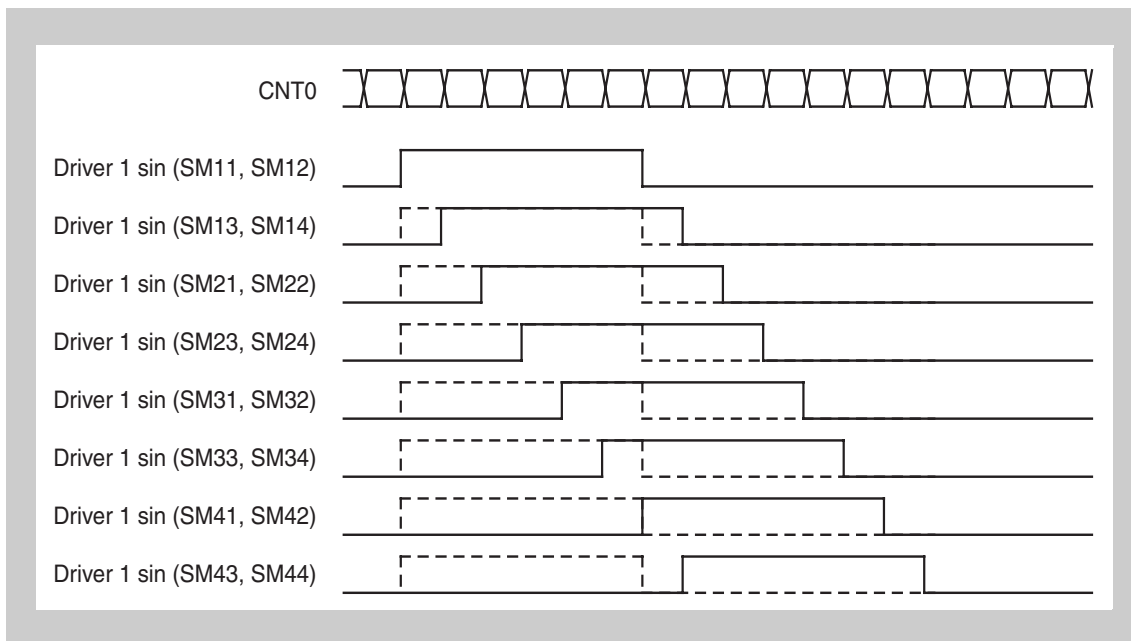 CNT0
Driver 1 sin (SM11, SM12)
Driver 1 sin (SM13, SM14)
Driver 1 sin (SM21, SM22)
Driver 1 sin (SM23, SM24)
Driver 1 sin (SM31, SM32)
Driver 1 sin (SM33, SM34)
Driver 1 sin (SM41, SM42)
Driver 1 sin (SM43, SM44)